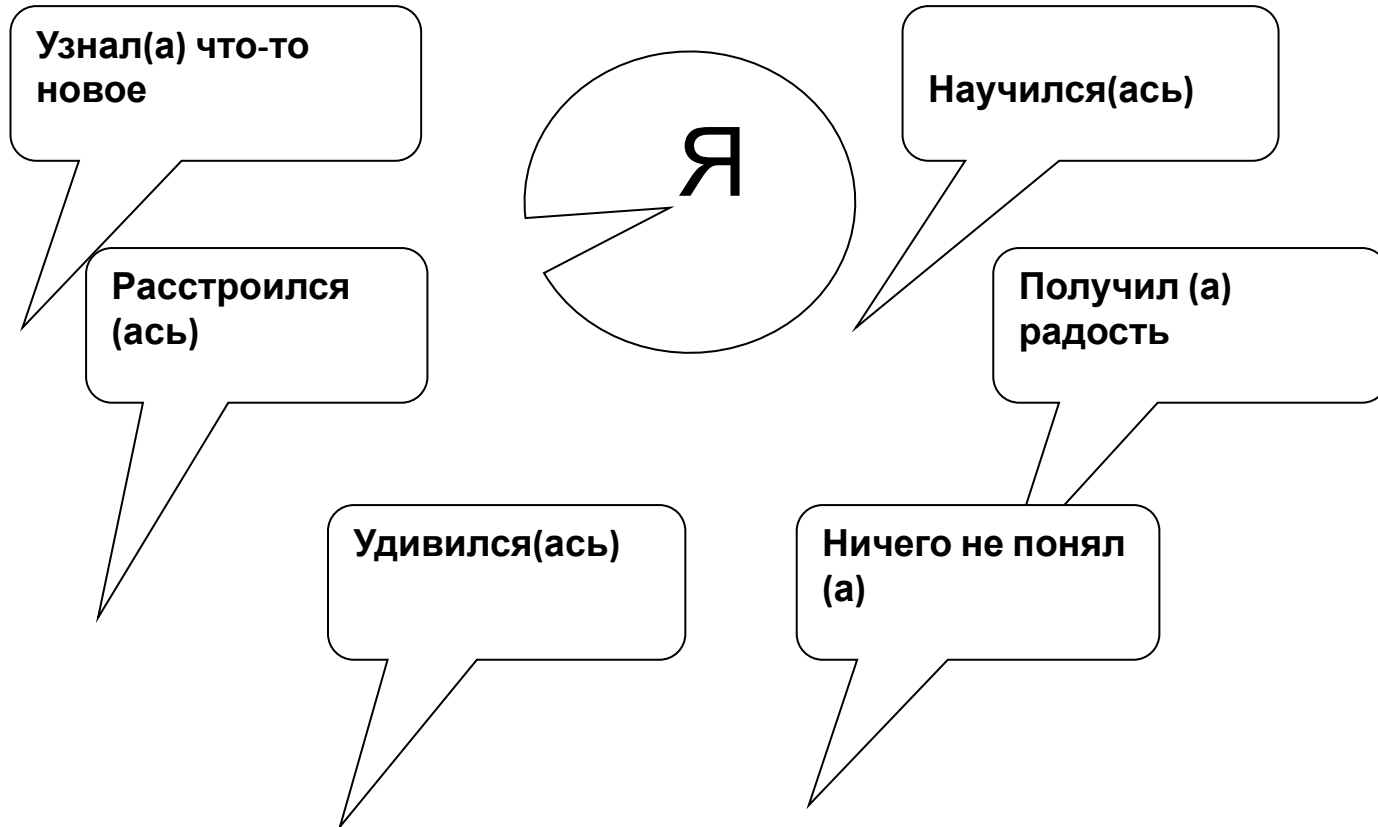 Узнал(а) что-то
новое
Я
Научился(ась)
Расстроился
(ась)
Получил (а)
радость
Удивился(ась)
Ничего не понял
(а)